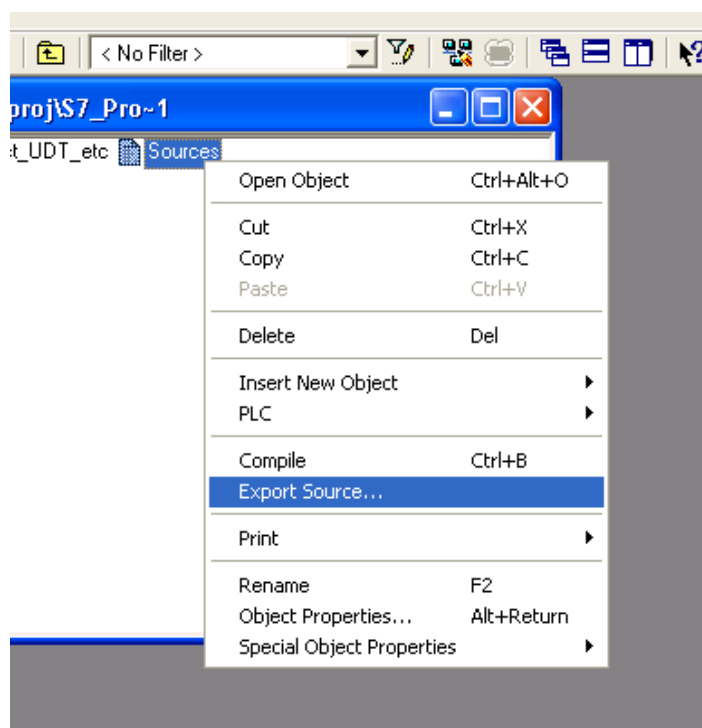 < No Filter >
proj\S7_Pro~1
ct_UDT_etc Sources
Open Object Ctrl+Alt+O
Cut Ctrl+X
Copy Ctrl+C
Paste Ctrl+V
Delete Del
Insert New Object
PLC
Compile Ctrl+B
Export Source...
Print
Rename F2
Object Properties... Alt+Return
Special Object Properties